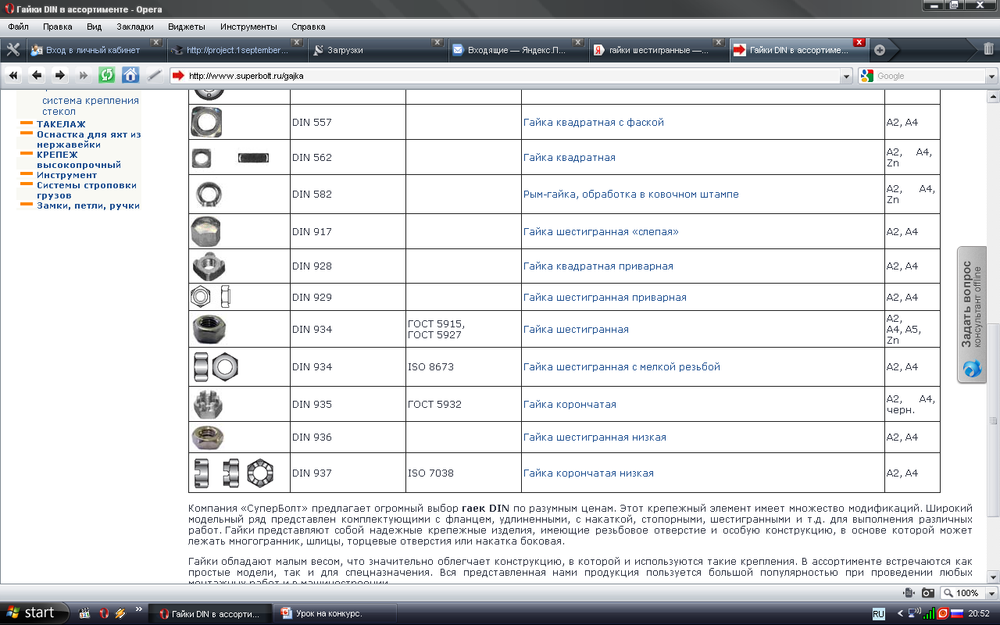 Гайки DIN в ассортименте - Opera
Файл Правка Вид Закладки Виджеты Инструменты Справка
Вход в личный кабинет
http://project.1september...
Загрузки
Входящие — Яндекс.П...
гайки шестигранные —...
Гайки DIN в ассортиме...
http://www.superbolt.ru/gajka
Google
система крепления
стекол
ТАКЕЛАЖ
Оснастка для яхт из
нержавейки
КРЕПЕЖ
высокопрочный
Инструмент
Системы строповки
грузов
Замки, петли, ручки
DIN 557 Гайка квадратная с фаской A2, A4
DIN 562 Гайка квадратная A2, A4,
Zn
DIN 582 Рым-гайка, обработка в ковочном штампе A2, A4,
Zn
DIN 917 Гайка шестигранная «слепая» A2, A4
DIN 928 Гайка квадратная приварная A2, A4
DIN 929 Гайка шестигранная приварная A2, A4
DIN 934 ГОСТ 5915,
ГОСТ 5927 Гайка шестигранная A2,
A4, A5,
Zn
DIN 934 ISO 8673 Гайка шестигранная с мелкой резьбой A2, A4
DIN 935 ГОСТ 5932 Гайка корончатая A2, A4,
черн.
DIN 936 Гайка шестигранная низкая A2, A4
DIN 937 ISO 7038 Гайка корончатая низкая A2, A4
Задать вопрос
консультант offline
Компания «СуперБолт» предлагает огромный выбор гаек DIN по разумным ценам. Этот крепежный элемент имеет множество модификаций. Широкий
модельный ряд представлен комплектующими с фланцем, удлиненными, с накаткой, стопорными, шестигранными и т.д. для выполнения различных
работ. Гайки представляют собой надежные крепежные изделия, имеющие резьбовое отверстие и особую конструкцию, в основе которой может
лежать многогранник, шлицы, торцевые отверстия или накатка боковая.
Гайки обладают малым весом, что значительно облегчает конструкцию, в которой и используются такие крепления. В ассортименте встречаются как
простые модели, так и для спецназначения. Вся представленная нами продукция пользуется большой популярностью при проведении любых
монтажных работ и в машиностроении.
100%
start
Гайки DIN в ассорти...
Урок на конкурс.
RU
20:52